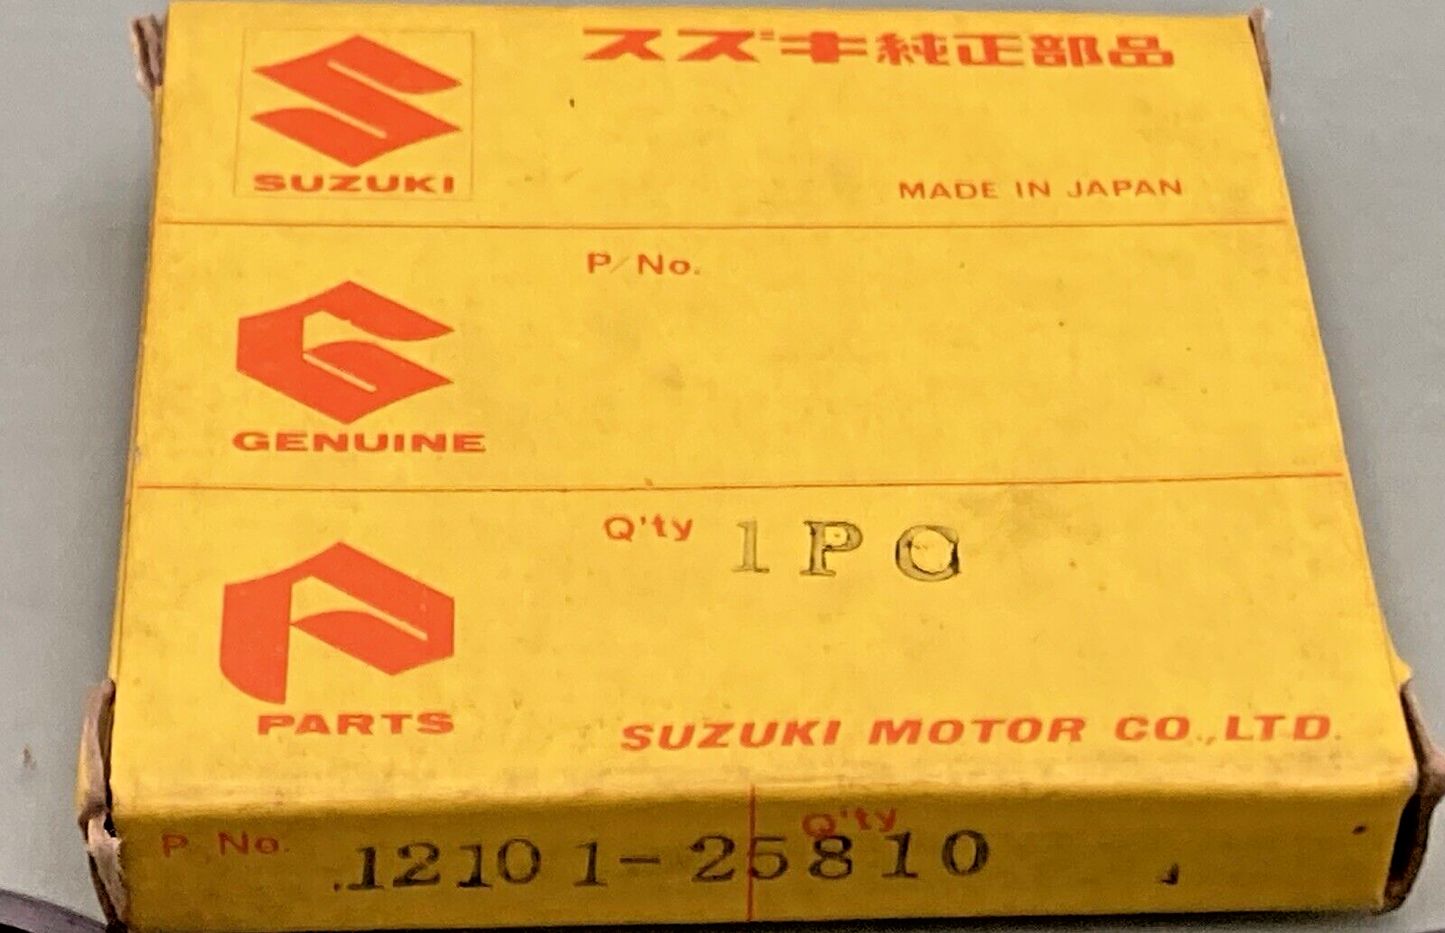 スズキ純正部品
SUZUKI
MADE IN JAPAN
P/No.
GENUINE
Q'ty 1PC
PARTS
SUZUKI MOTOR CO.,LTD.
P No. 12101-25810
Q'ty